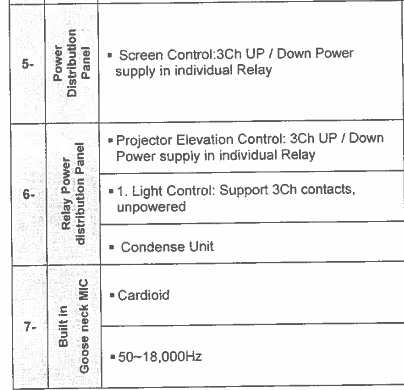 5-
Power
Distribution
Panel
▪ Screen Control:3Ch UP / Down Power
supply in individual Relay
6-
Relay Power
distribution Panel
▪ Projector Elevation Control: 3Ch UP / Down
Power supply in individual Relay
▪ 1. Light Control: Support 3Ch contacts,
unpowered
▪ Condense Unit
7-
Built in
Goose neck MIC
▪ Cardioid
▪ 50~18,000Hz